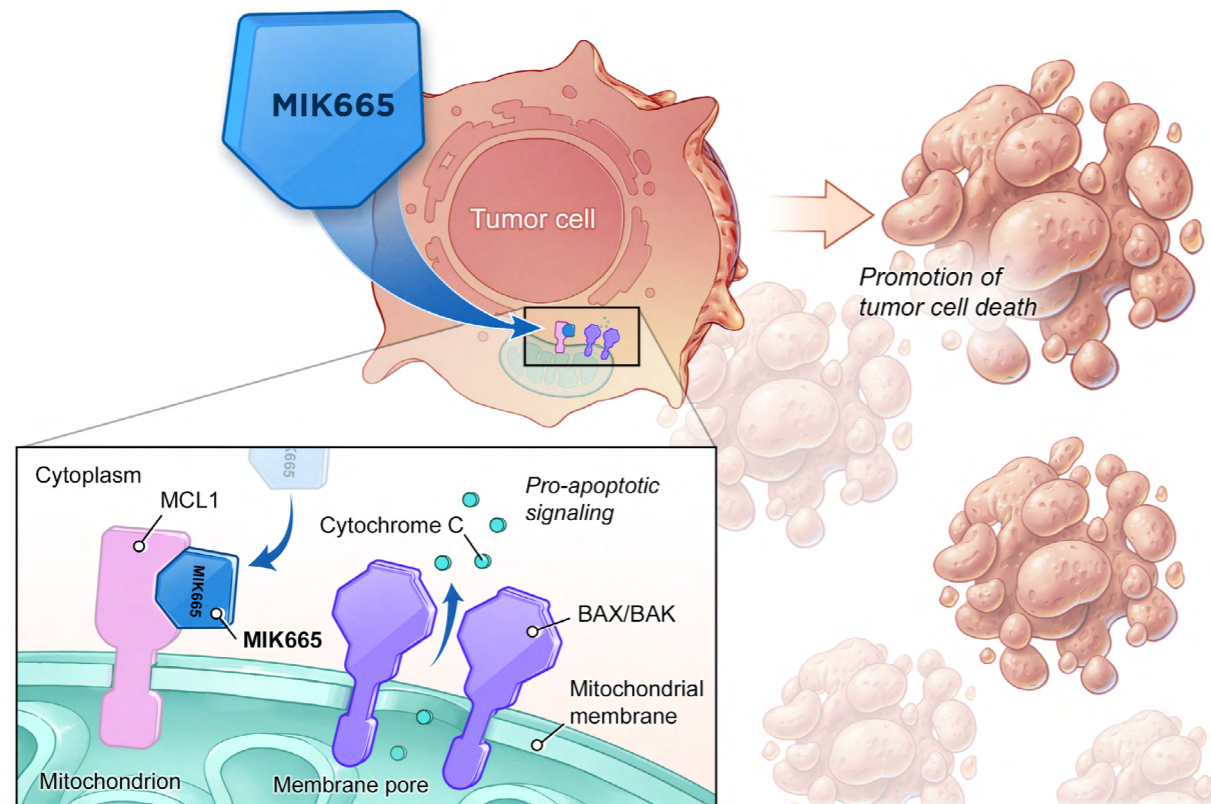 MIK665
Tumor cell
Promotion of
tumor cell death
Cytoplasm
MCL1
K665
Cytochrome C
Pro-apoptotic
signaling
MIK665
MIK665
BAX/BAK
Mitochondrial
membrane
Mitochondrion
Membrane pore